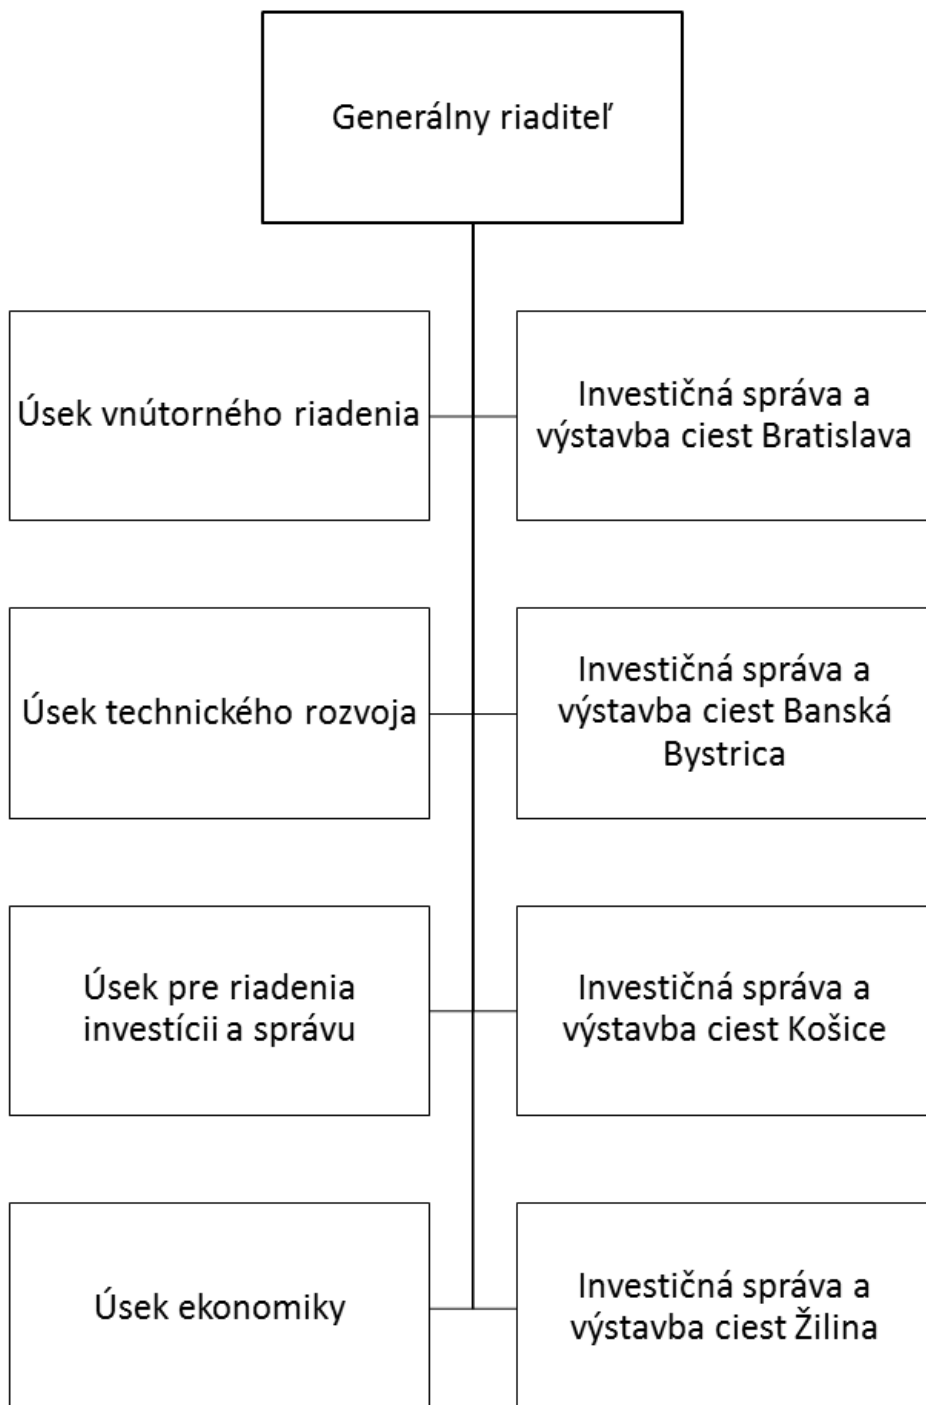 Generálny riaditeľ
Úsek vnútorného riadenia
Investičná správa a
výstavba ciest Bratislava
Úsek technického rozvoja
Investičná správa a
výstavba ciest Banská
Bystrica
Úsek pre riadenia
investícii a správu
Investičná správa a
výstavba ciest Košice
Úsek ekonomiky
Investičná správa a
výstavba ciest Žilina